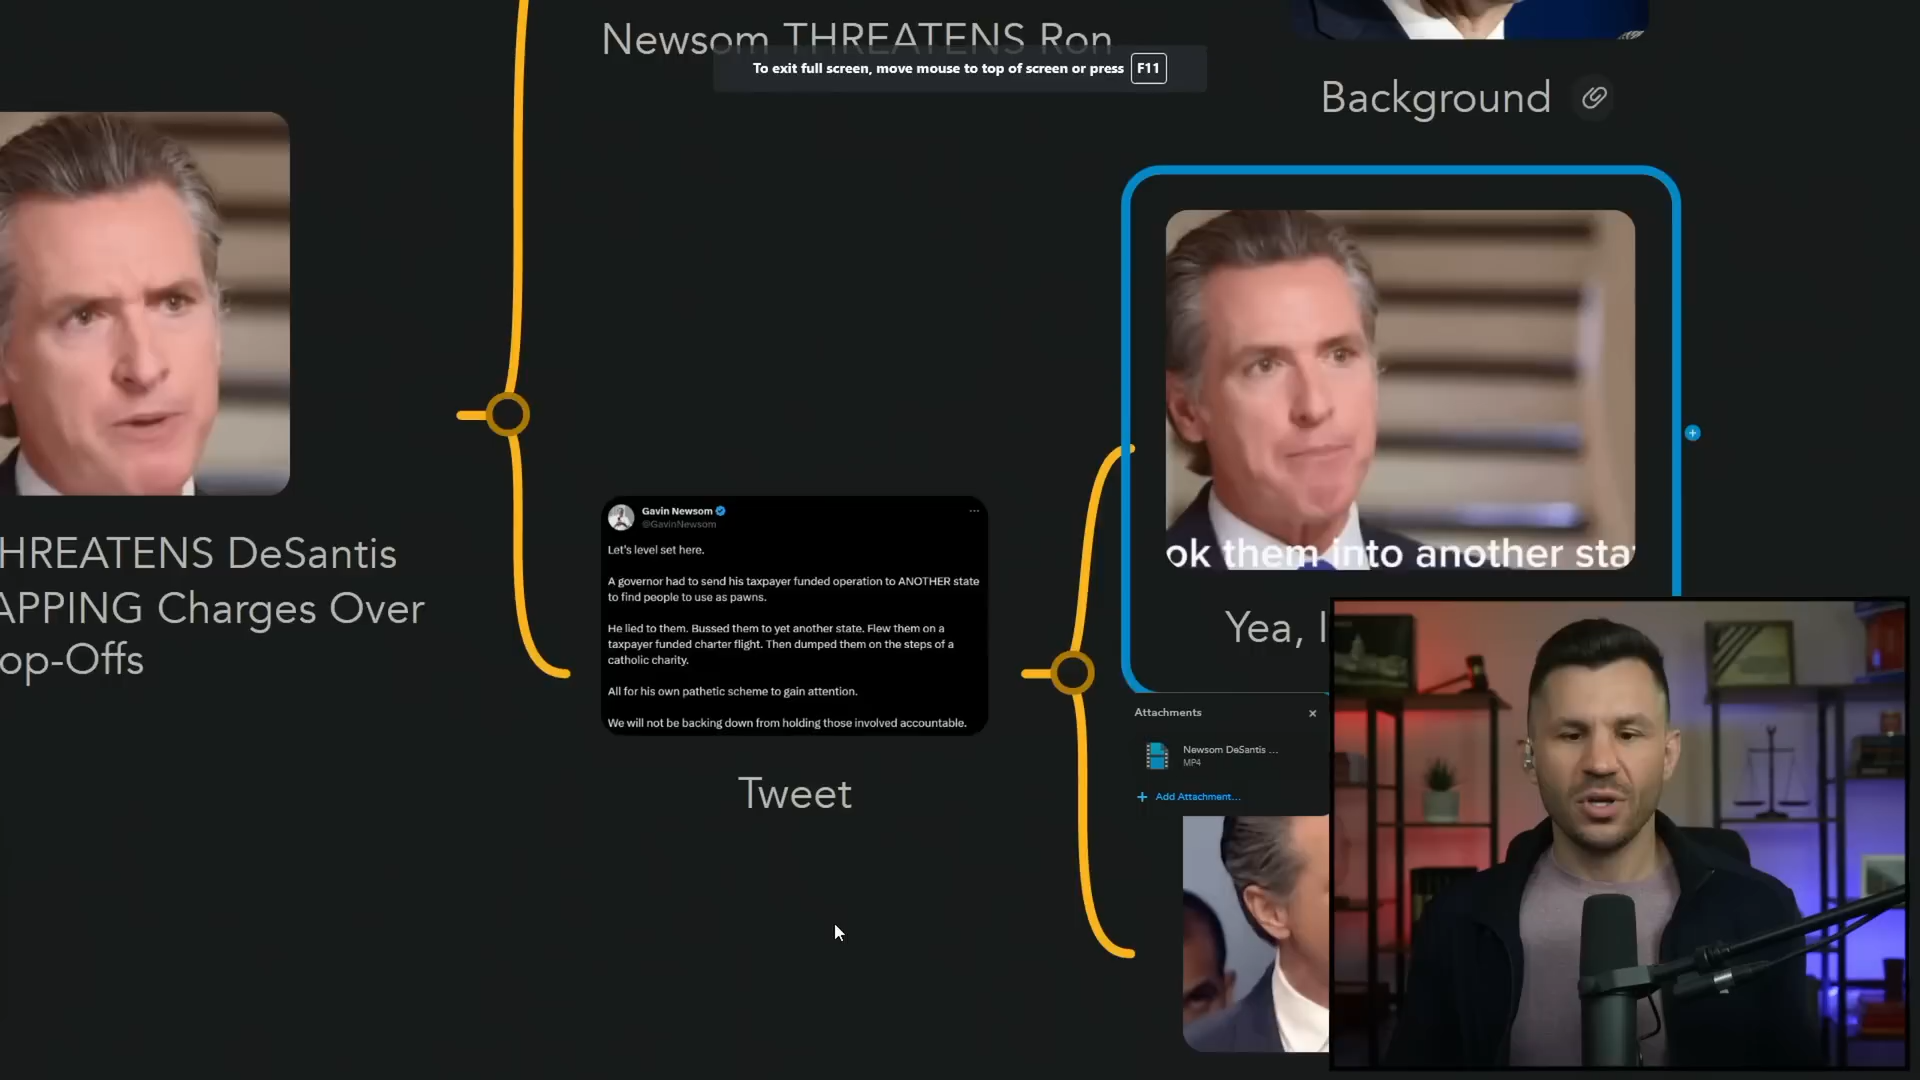 Newsom THREATENS Ron
To exit full screen, move mouse to top of screen or press F11
Background
HREATENS DeSantis
APPING Charges Over
op-Offs
Gavin Newsom
@GavinNewsom
Let's level set here.
A governor had to send his taxpayer funded operation to ANOTHER state
to find people to use as pawns.
He lied to them. Bussed them to yet another state. Flew them on a
taxpayer funded charter flight. Then dumped them on the steps of a
catholic charity.
All for his own pathetic scheme to gain attention.
We will not be backing down from holding those involved accountable.
Tweet
ok them into another sta
Yea, I
Attachments
Newsom DeSantis ...
MP4
Add Attachment...